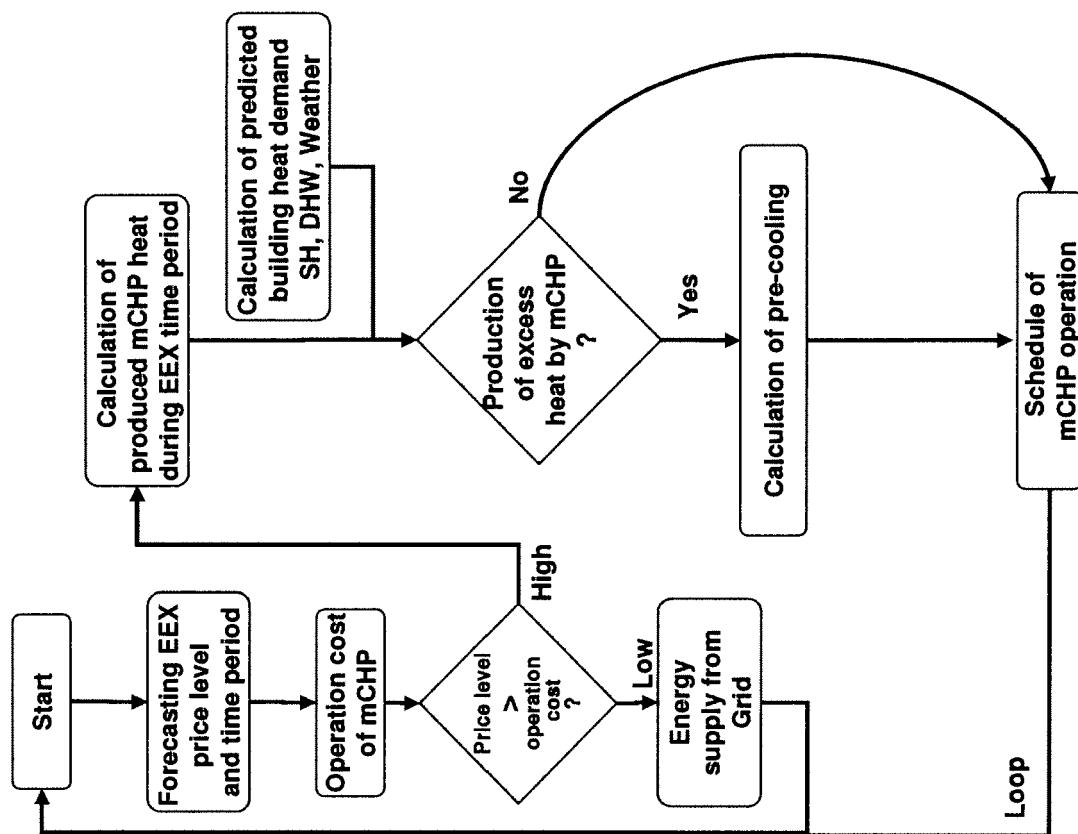 Start
Forecasting EEX
price level
and time period
Operation cost
of mCHP
Price level
>
operation
cost
?
High
Low
Energy
supply from
Grid
Calculation of
produced mCHP heat
during EEX time period
Calculation of predicted
building heat demand
SH, DHW, Weather
Production
of excess
heat by mCHP
?
No
Yes
Calculation of pre-cooling
Schedule of
mCHP operation
Loop